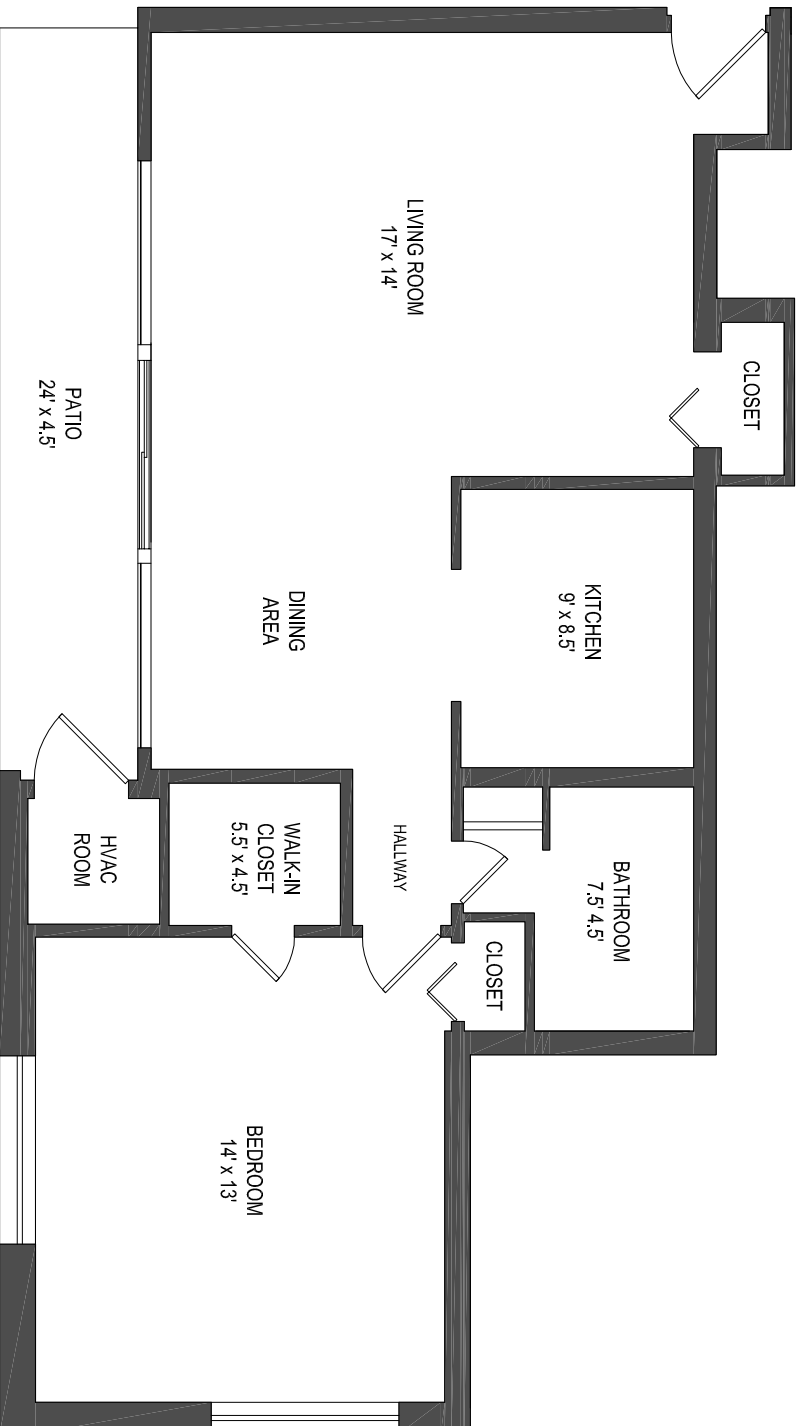 LIVING ROOM
17' x 14'
CLOSET
PATIO
24' x 4.5'
KITCHEN
9' x 8.5'
DINING
AREA
HALLWAY
BATHROOM
7.5' 4.5'
WALK-IN
CLOSET
5.5' x 4.5'
HVAC
ROOM
CLOSET
BEDROOM
14' x 13'